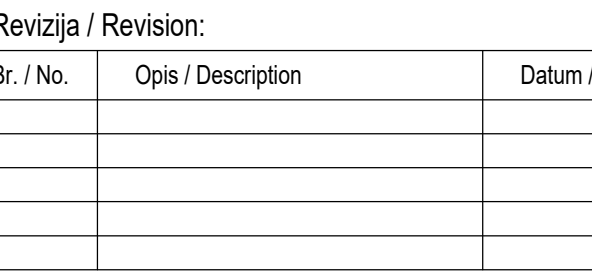 Revizija / Revision:
Br. / No. Opis / Description Datum /